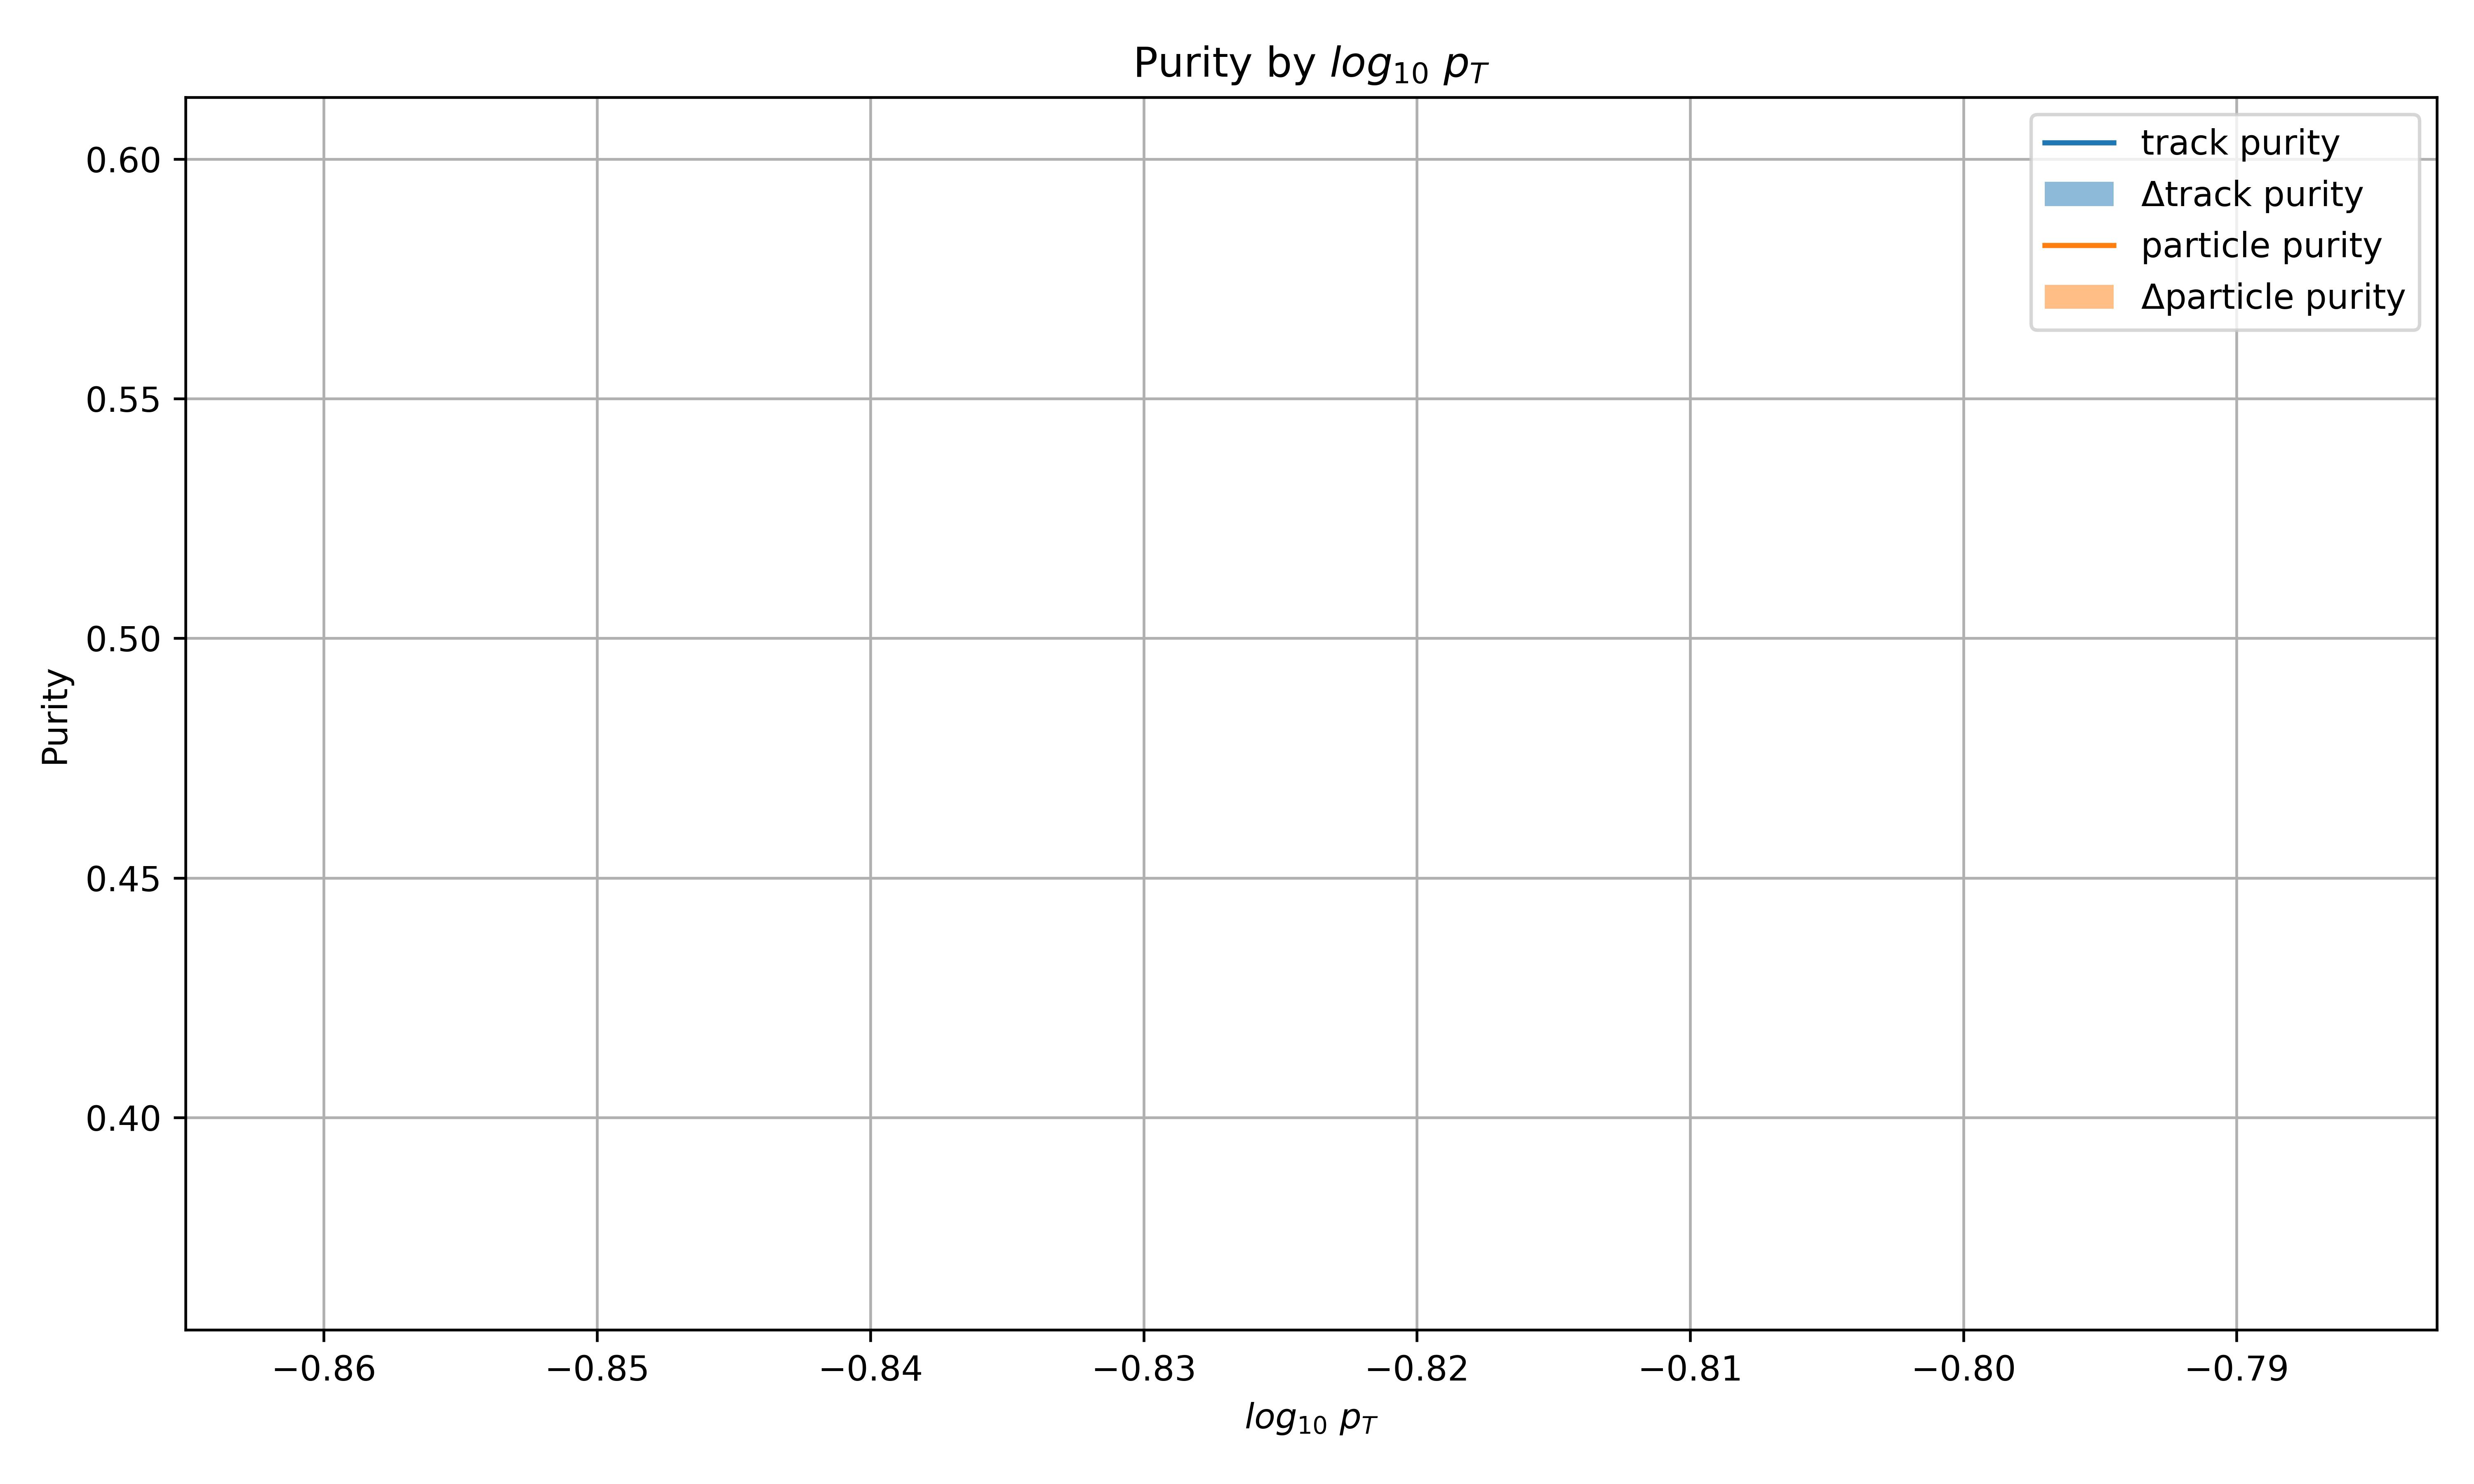 Purity by log10 pT
track purity
Δtrack purity
particle purity
Δparticle purity
0.60
0.55
0.50
0.45
0.40
Purity
−0.86 −0.85 −0.84 −0.83 −0.82 −0.81 −0.80 −0.79
log10 pT